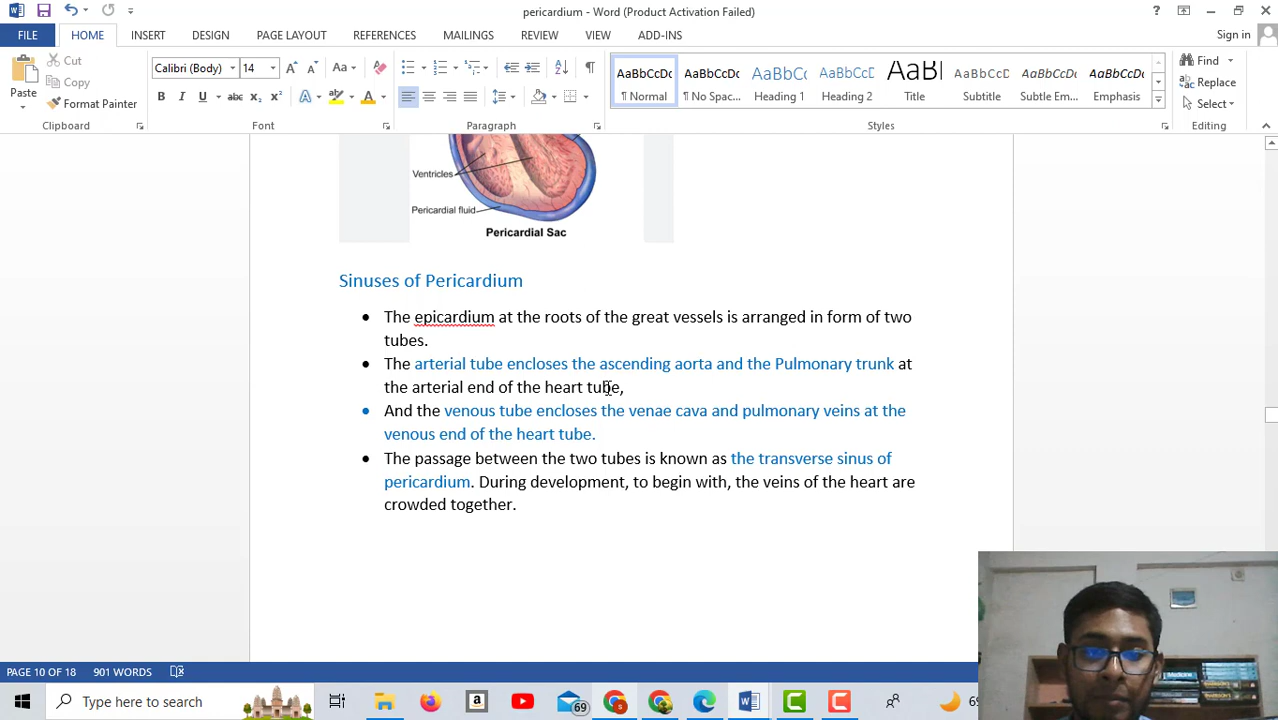 pericardium - Word (Product Activation Failed)
?
FILE HOME INSERT DESIGN PAGE LAYOUT REFERENCES MAILINGS REVIEW VIEW ADD-INS Sign in
Paste Cut Copy Format Painter
Clipboard
Calibri (Body) 14 Aa
B I U abc x₂ x² A A
Font
Paragraph
AaBbCcDc AaBbCcDc AaBbCc AaBbCcD AaBl AaBbCcD AaBbCcDc AaBbCcDc
¶ Normal ¶ No Spac... Heading 1 Heading 2 Title Subtitle Subtle Em... Emphasis
Styles
Find
Replace
Select
Editing
Ventricles
Pericardial fluid
Pericardial Sac
Sinuses of Pericardium
• The epicardium at the roots of the great vessels is arranged in form of two
tubes.
• The arterial tube encloses the ascending aorta and the Pulmonary trunk at
the arterial end of the heart tube,
• And the venous tube encloses the venae cava and pulmonary veins at the
venous end of the heart tube.
• The passage between the two tubes is known as the transverse sinus of
pericardium. During development, to begin with, the veins of the heart are
crowded together.
PAGE 10 OF 18 901 WORDS
Type here to search
69